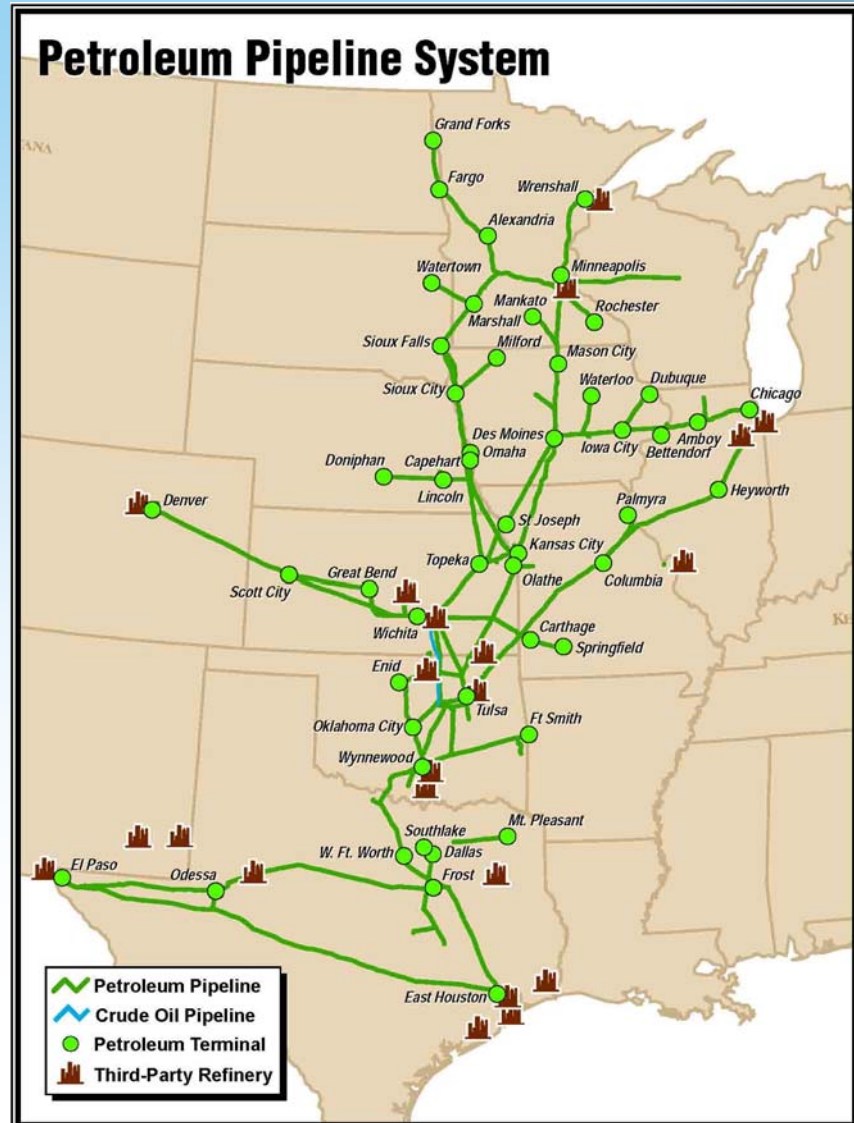 Petroleum Pipeline System
Grand Forks
Fargo
Wrenshall
Alexandria
Watertown
Minneapolis
Mankato
Rochester
Marshall
Sioux Falls
Milford
Mason City
Waterloo
Dubuque
Sioux City
Chicago
Des Moines
Omaha
Iowa City
Amboy
Bettendorf
Doniphan
Capehart
Lincoln
Heyworth
Denver
Palmyra
St Joseph
Kansas City
Topeka
Olathe
Columbia
Great Bend
Scott City
Wichita
Carthage
Springfield
Enid
Tulsa
Oklahoma City
Ft Smith
Wynnewood
Mt. Pleasant
Southlake
W. Ft. Worth
Dallas
El Paso
Odessa
Frost
East Houston
Petroleum Pipeline
Crude Oil Pipeline
Petroleum Terminal
Third-Party Refinery